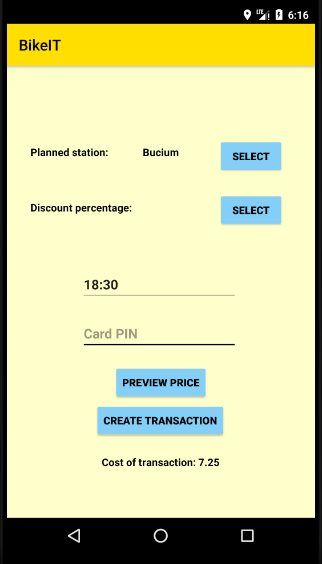 LTE 6:16
BikeIT
Planned station: Bucium SELECT
Discount percentage: SELECT
18:30
Card PIN
PREVIEW PRICE
CREATE TRANSACTION
Cost of transaction: 7.25